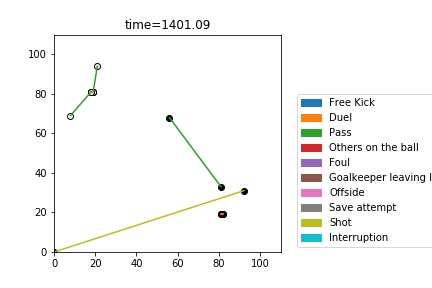 time=1401.09
100
80
60
40
20
0
0 20 40 60 80 100
Free Kick
Duel
Pass
Others on the ball
Foul
Goalkeeper leaving l
Offside
Save attempt
Shot
Interruption